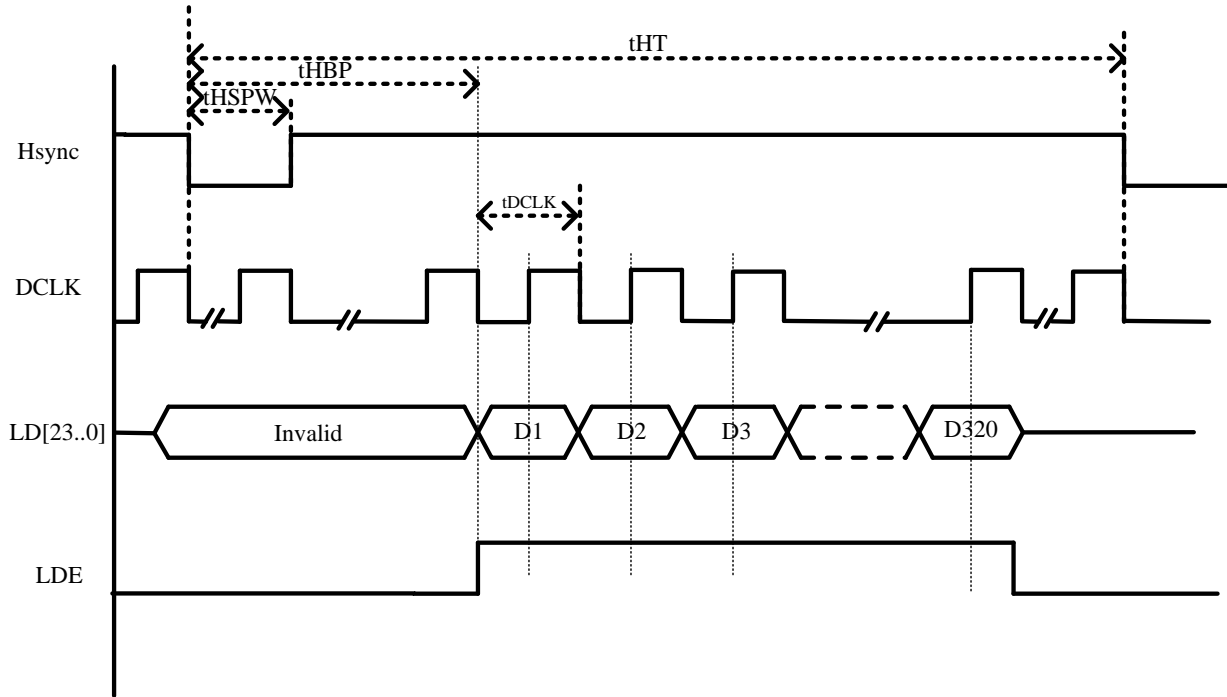 tHT
tHBP
tHSPW
Hsync
tDCLK
DCLK
LD[23..0]
Invalid
D1
D2
D3
D320
LDE